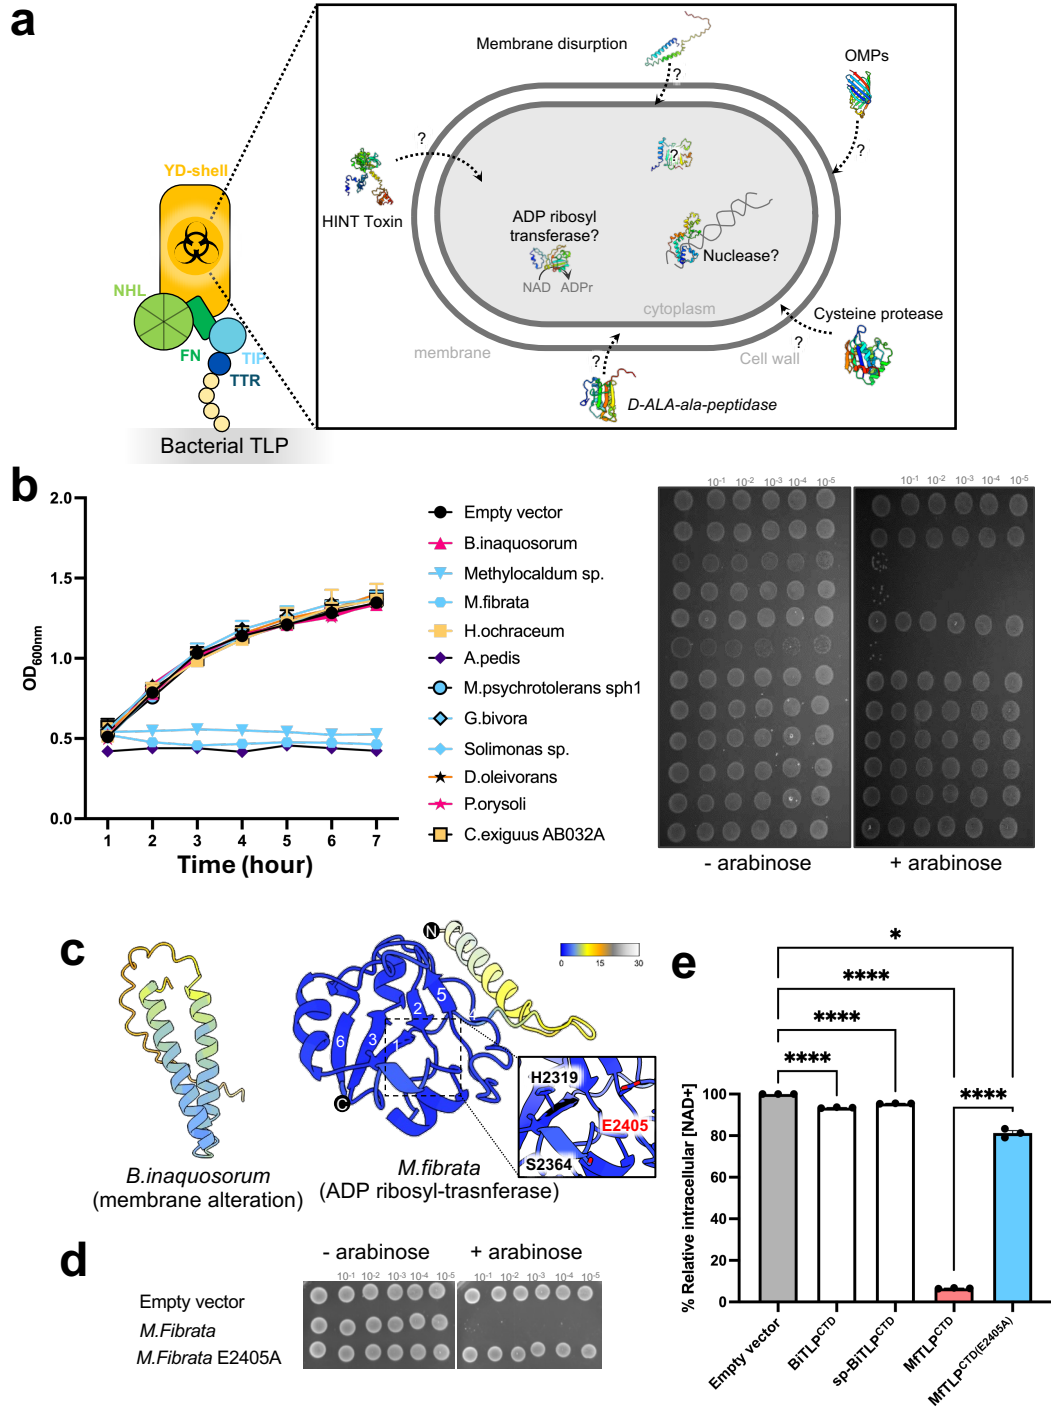 a
Membrane disurption
OMPs
?
?
?
?
YD-shell
HINT Toxin
ADP ribosyl
transferase?
Nuclease?
NAD
ADPr
NHL
cytoplasm
Cysteine protease
membrane
Cell wall
?
FN
TIP
TTR
?
D-ALA-ala-peptidase
Bacterial TLP
b
2.0
1.5
1.0
0.5
0.0
OD600nm
1 2 3 4 5 6 7
Time (hour)
Empty vector
B.inaquosorum
Methylocaldum sp.
M.fibrata
H.ochraceum
A.pedis
M.psychrotolerans sph1
G.bivora
Solimonas sp.
D.oleivorans
P.orysoli
C.exiguus AB032A
10-1 10-2 10-3 10-4 10-5
10-1 10-2 10-3 10-4 10-5
- arabinose
+ arabinose
c
N
0 15 30
5
2
4
6
3
1
C
H2319
E2405
S2364
B.inaquosorum
(membrane alteration)
M.fibrata
(ADP ribosyl-trasnferase)
d
- arabinose
+ arabinose
10-1 10-2 10-3 10-4 10-5
10-1 10-2 10-3 10-4 10-5
Empty vector
M.Fibrata
M.Fibrata E2405A
e
*
****
****
****
****
100
80
60
40
20
0
% Relative intracellular [NAD+]
Empty vector
BiTLPCTD
sp-BiTLPCTD
MfTLPCTD
MfTLPCTD(E2405A)